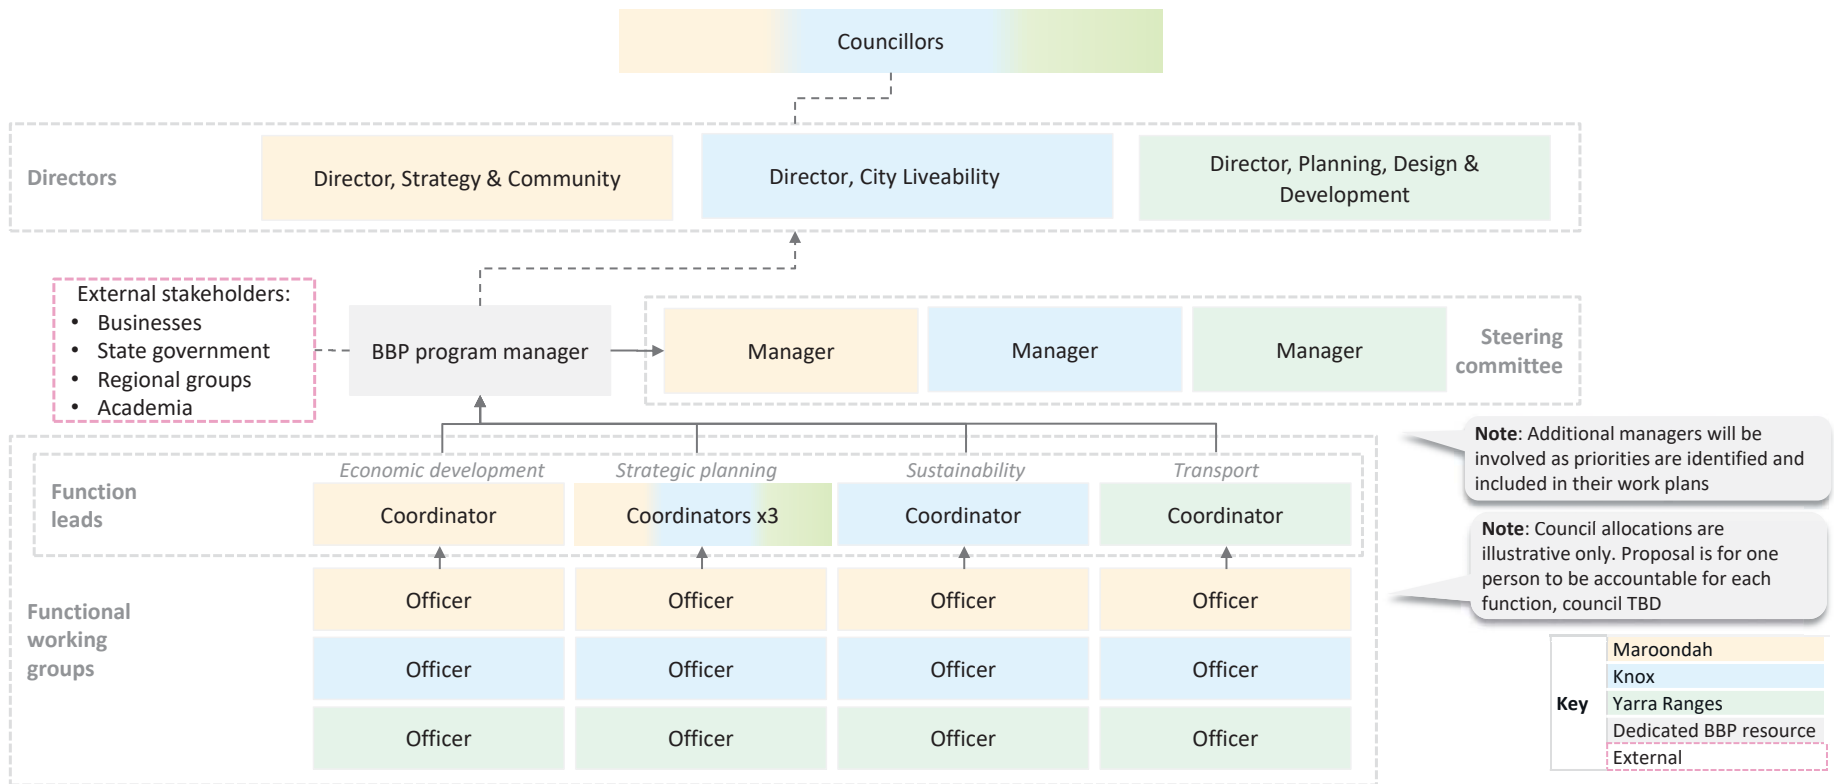 Councillors
Directors
Director, Strategy & Community
Director, City Liveability
Director, Planning, Design &
Development
External stakeholders:
• Businesses
• State government
• Regional groups
• Academia
BBP program manager
Manager
Manager
Manager
Steering
committee
Function
leads
Economic development
Strategic planning
Sustainability
Transport
Coordinator
Coordinators x3
Coordinator
Coordinator
Functional
working
groups
Officer
Officer
Officer
Officer
Officer
Officer
Officer
Officer
Officer
Officer
Officer
Officer
Note: Additional managers will be
involved as priorities are identified and
included in their work plans
Note: Council allocations are
illustrative only. Proposal is for one
person to be accountable for each
function, council TBD
Key
Maroondah
Knox
Yarra Ranges
Dedicated BBP resource
External